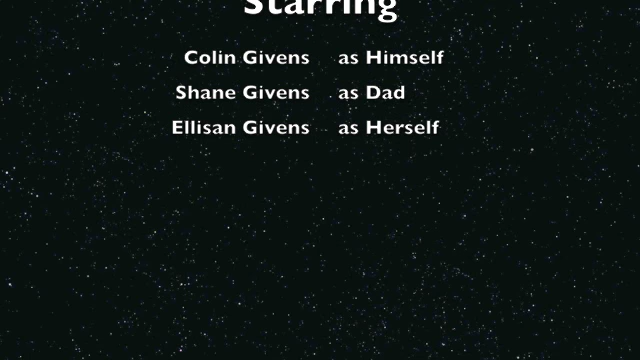 Starring
Colin Givens as Himself
Shane Givens as Dad
Ellisan Givens as Herself